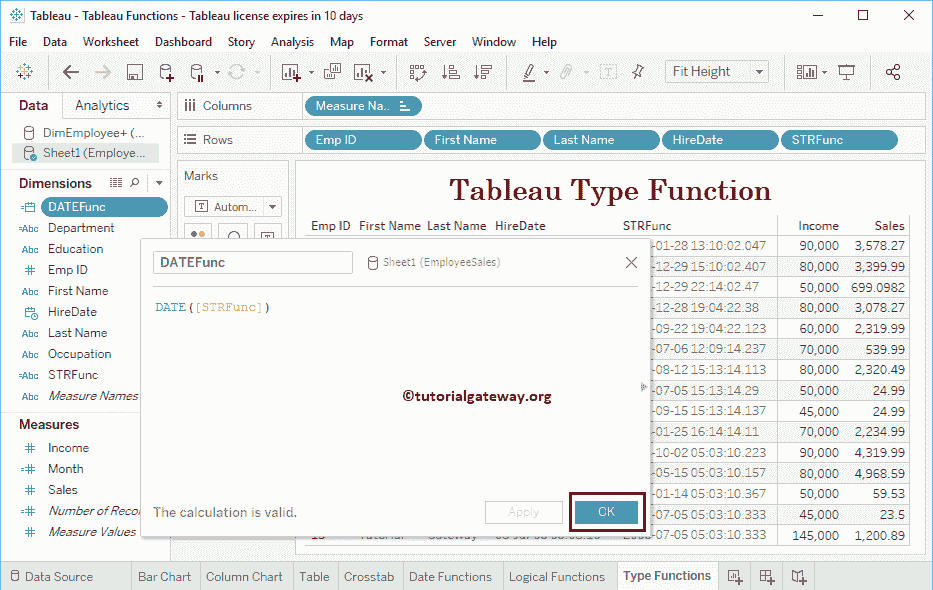 Tableau - Tableau Functions - Tableau license expires in 10 days
File Data Worksheet Dashboard Story Analysis Map Format Server Window Help
Fit Height
Data Analytics
DimEmployee+ (...
Sheet1 (Employe...
Dimensions
DATEFunc
=Abc Department
Abc Education
# Emp ID
Abc First Name
HireDate
Abc Last Name
Abc Occupation
=Abc STRFunc
Abc Measure Names
Measures
# Income
=# Month
# Sales
=# Number of Recor
# Measure Values
Columns Measure Na..
Rows Emp ID First Name Last Name HireDate STRFunc
Marks
Autom...
Tableau Type Function
Emp ID First Name Last Name HireDate STRFunc Income Sales
-01-28 13:10:02.047 90,000 3,578.27
-12-29 15:10:02.407 80,000 3,399.99
-12-29 22:14:02.47 50,000 699.0982
-12-28 19:04:22.38 80,000 3,078.27
-09-22 19:04:22.123 60,000 2,319.99
-07-06 12:09:14.237 70,000 539.99
-08-12 15:13:14.113 80,000 2,320.49
-07-05 15:13:14.29 50,000 24.99
-09-15 15:13:14.137 45,000 24.99
-01-25 16:14:14.11 70,000 2,234.99
-10-02 05:03:10.223 90,000 4,319.99
-05-15 05:03:10.157 80,000 4,968.59
-01-14 05:03:10.367 50,000 59.53
-07-05 05:03:10.333 45,000 23.5
-07-05 05:03:10.333 145,000 1,200.89
DATEFunc Sheet1 (EmployeeSales)
DATE([STRFunc])
©tutorialgateway.org
The calculation is valid.
Apply OK
Data Source Bar Chart Column Chart Table Crosstab Date Functions Logical Functions Type Functions